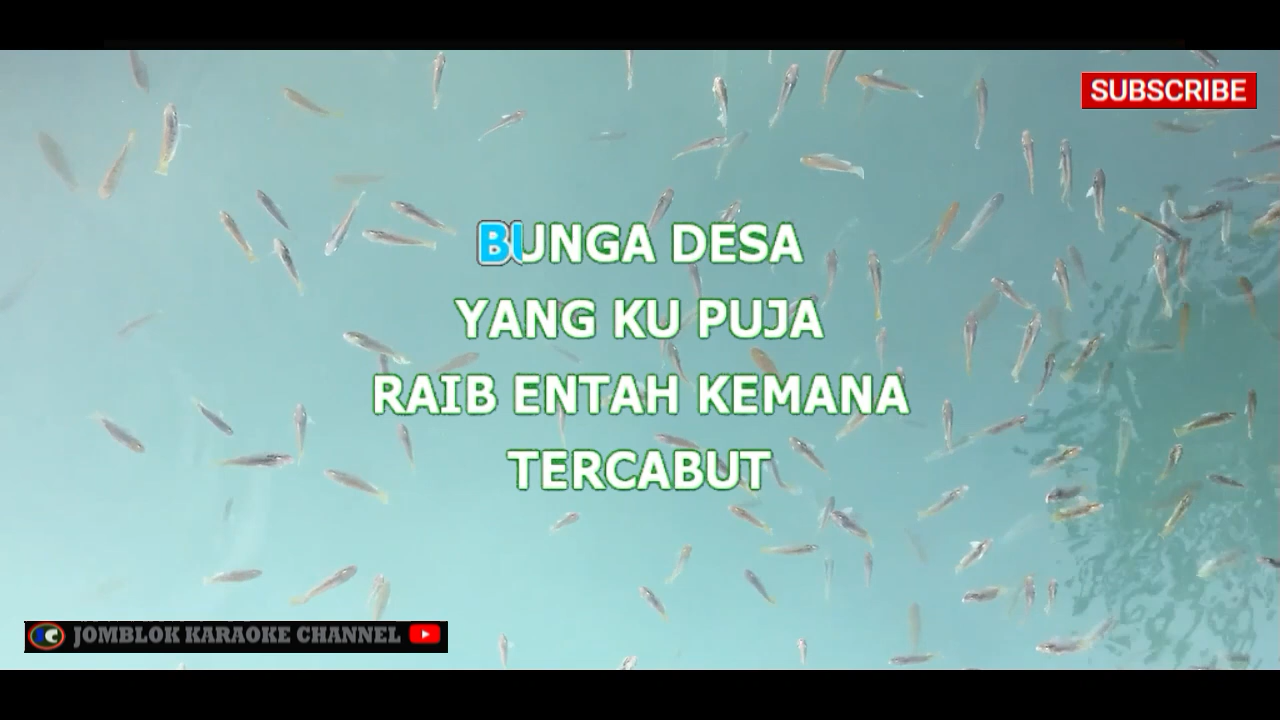 SUBSCRIBE
BUNGA DESA
YANG KU PUJA
RAIB ENTAH KEMANA
TERCABUT
JOMBLOK KARAOKE CHANNEL